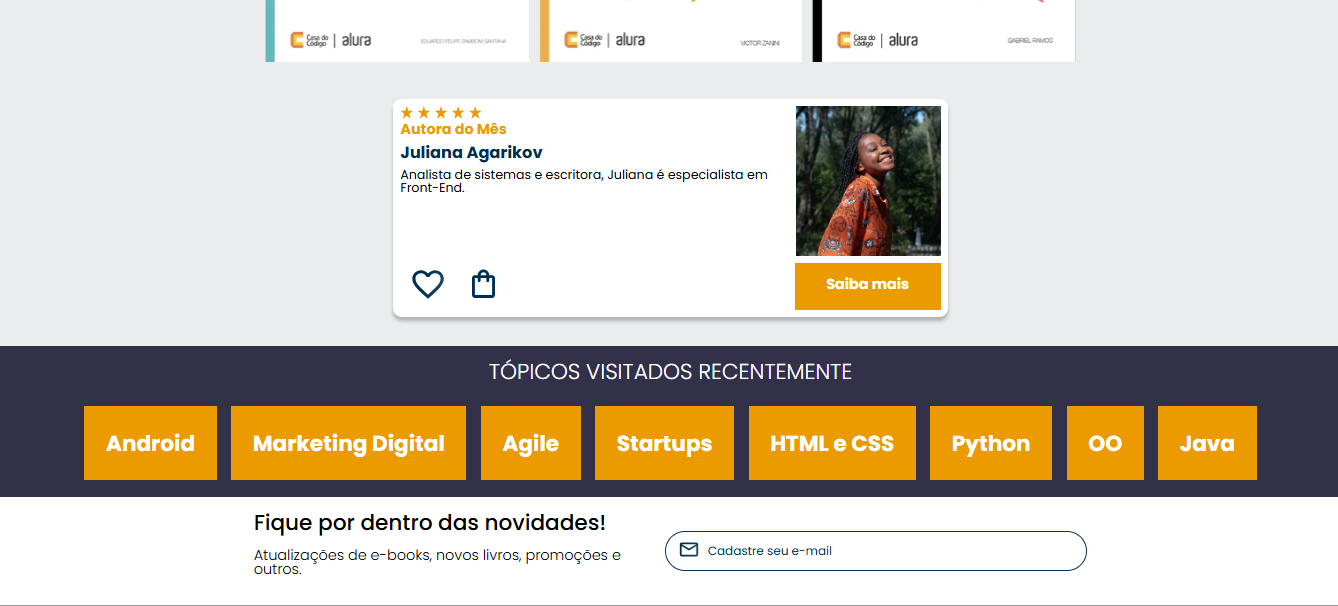 Casa do
Código | alura
EDUARDO FELIPE ZAMBOM SANTANA
Casa do
Código | alura
VICTOR ZANINI
Casa do
Código | alura
GABRIEL RAMOS
Autora do Mês
Juliana Agarikov
Analista de sistemas e escritora, Juliana é especialista em
Front-End.
Saiba mais
TÓPICOS VISITADOS RECENTEMENTE
Android
Marketing Digital
Agile
Startups
HTML e CSS
Python
OO
Java
Fique por dentro das novidades!
Atualizações de e-books, novos livros, promoções e
outros.
Cadastre seu e-mail